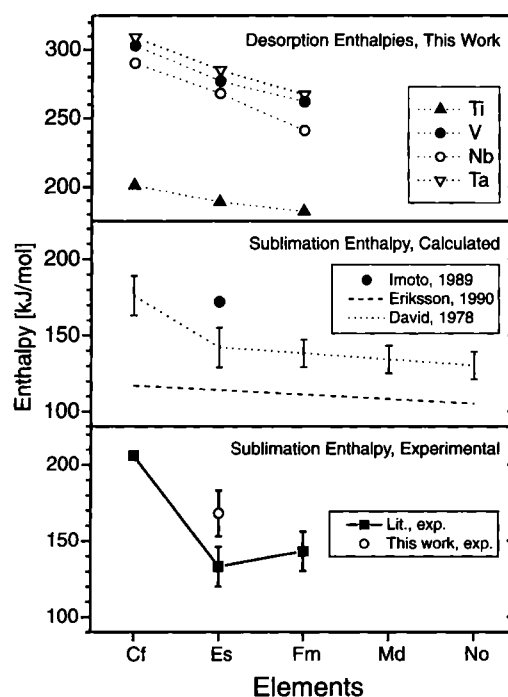 Desorption Enthalpies, This Work
300
250
200
Ti
V
Nb
Ta
Sublimation Enthalpy, Calculated
200
150
100
Imoto, 1989
Eriksson, 1990
David, 1978
Enthalpy [kJ/mol]
Sublimation Enthalpy, Experimental
200
150
100
Lit., exp.
This work, exp.
Cf Es Fm Md No
Elements